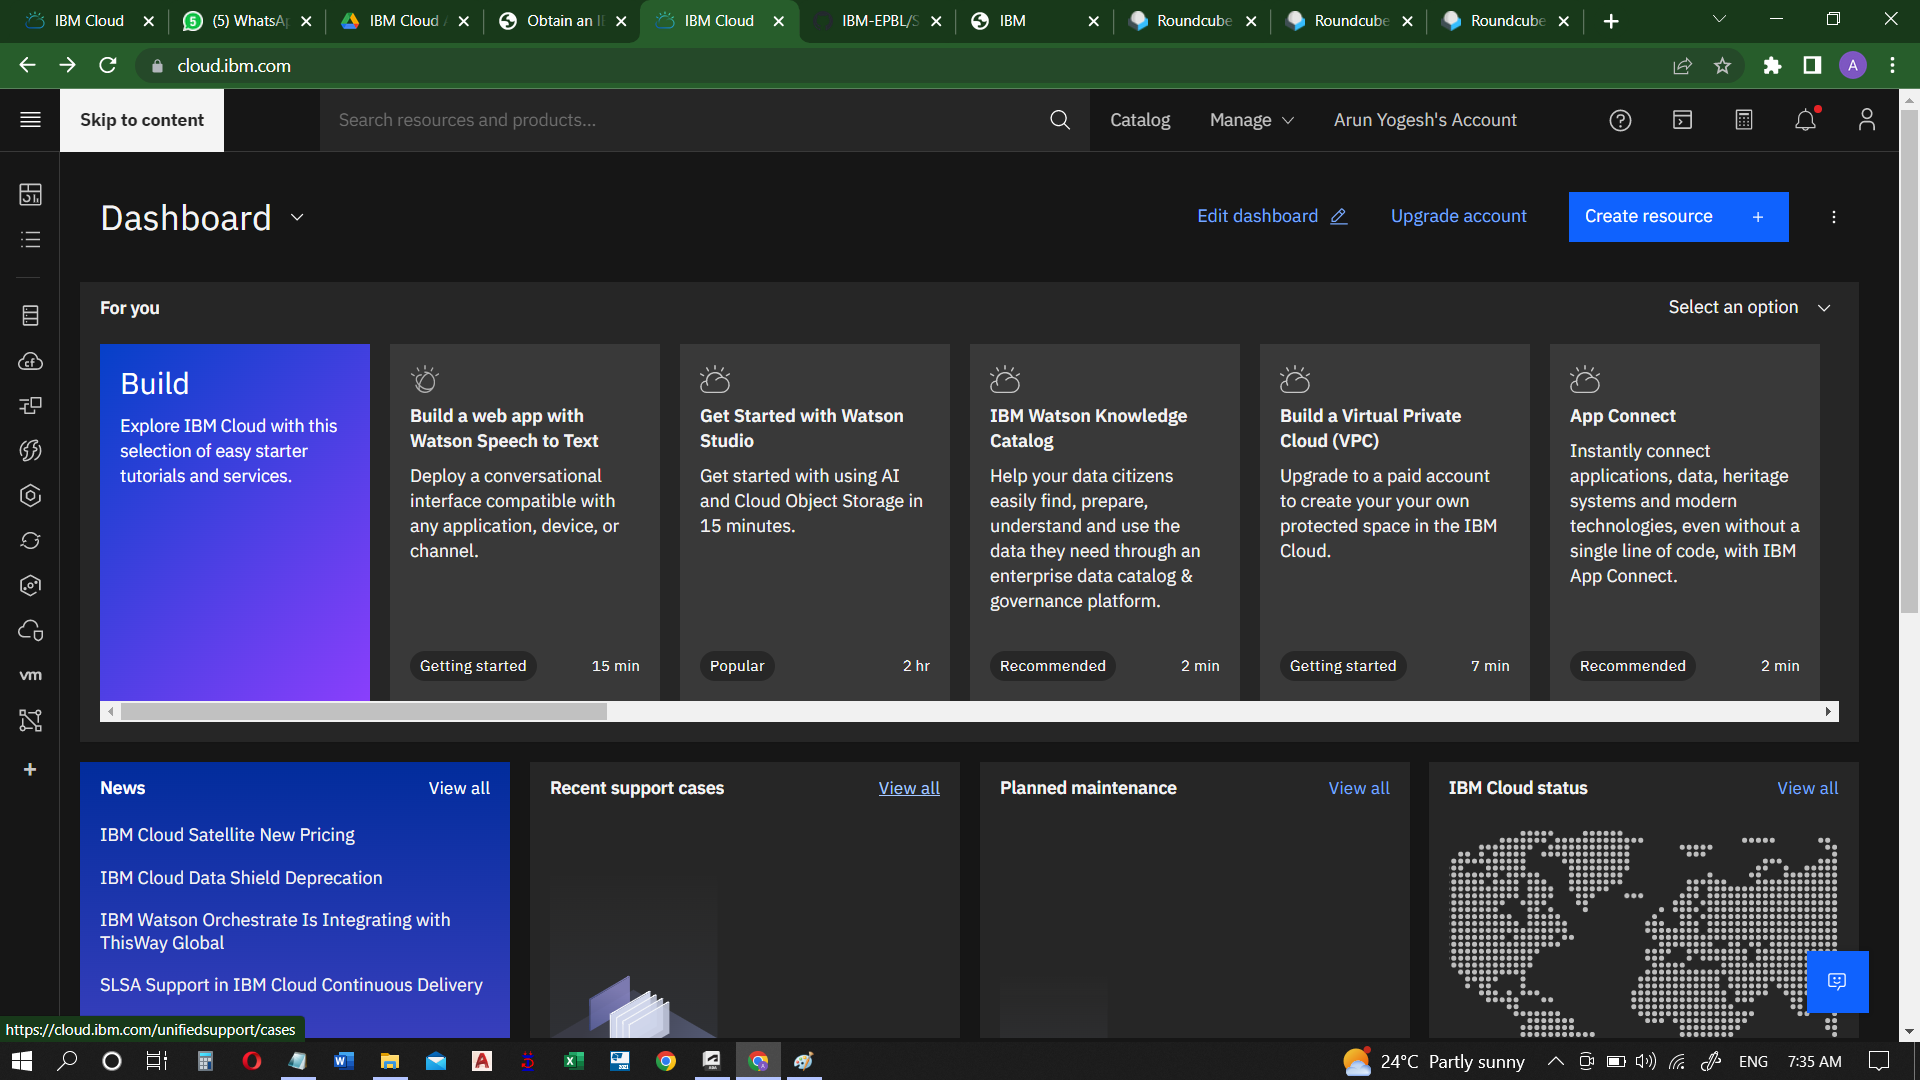 IBM Cloud
(5) WhatsAp
IBM Cloud A
Obtain an I
IBM Cloud
IBM-EPBL/S
IBM
Roundcube
Roundcube
Roundcube
cloud.ibm.com
A
Skip to content
Search resources and products...
Catalog
Manage
Arun Yogesh's Account
Dashboard
Edit dashboard
Upgrade account
Create resource +
For you
Select an option
Build
Explore IBM Cloud with this
selection of easy starter
tutorials and services.
Build a web app with
Watson Speech to Text
Deploy a conversational
interface compatible with
any application, device, or
channel.
Getting started
15 min
Get Started with Watson
Studio
Get started with using AI
and Cloud Object Storage in
15 minutes.
Popular
2 hr
IBM Watson Knowledge
Catalog
Help your data citizens
easily find, prepare,
understand and use the
data they need through an
enterprise data catalog &
governance platform.
Recommended
2 min
Build a Virtual Private
Cloud (VPC)
Upgrade to a paid account
to create your your own
protected space in the IBM
Cloud.
Getting started
7 min
App Connect
Instantly connect
applications, data, heritage
systems and modern
technologies, even without a
single line of code, with IBM
App Connect.
Recommended
2 min
vm
News
View all
IBM Cloud Satellite New Pricing
IBM Cloud Data Shield Deprecation
IBM Watson Orchestrate Is Integrating with
ThisWay Global
SLSA Support in IBM Cloud Continuous Delivery
Recent support cases
View all
Planned maintenance
View all
IBM Cloud status
View all
https://cloud.ibm.com/unifiedsupport/cases
24°C Partly sunny
ENG
7:35 AM